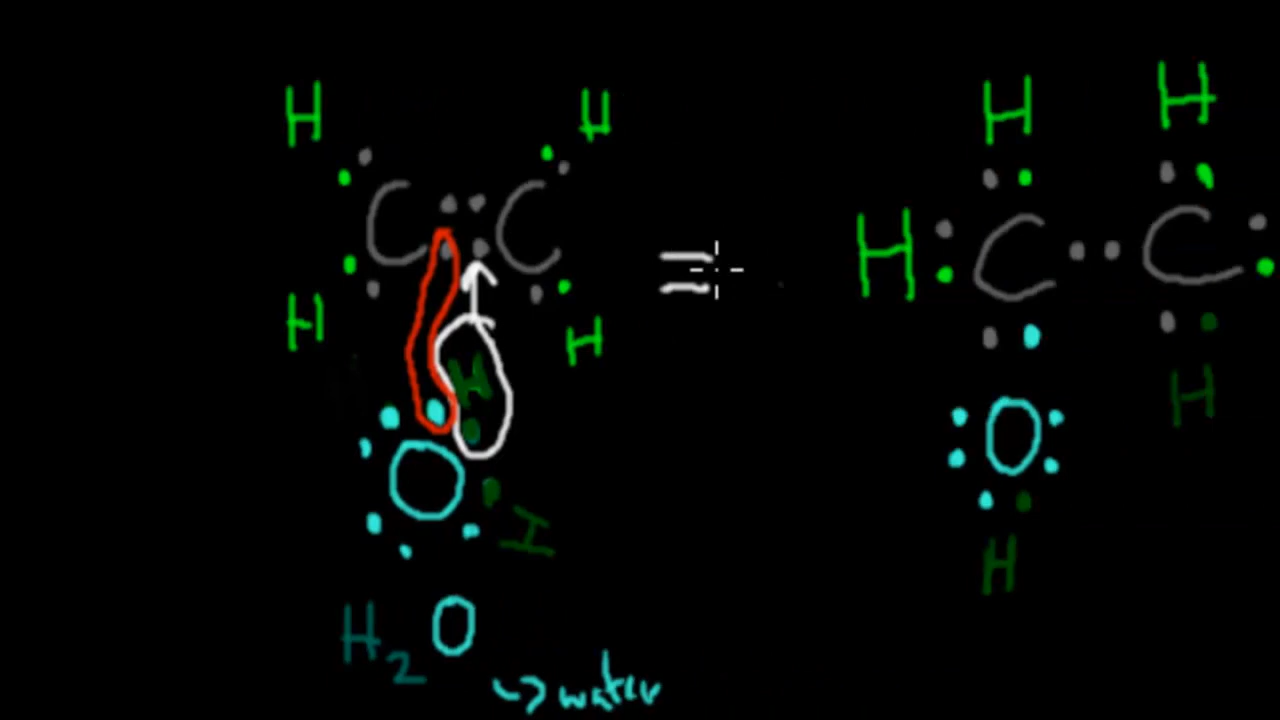 H H H H
C C = H C C
H H
H H
O O
H
H
H₂O
→ water